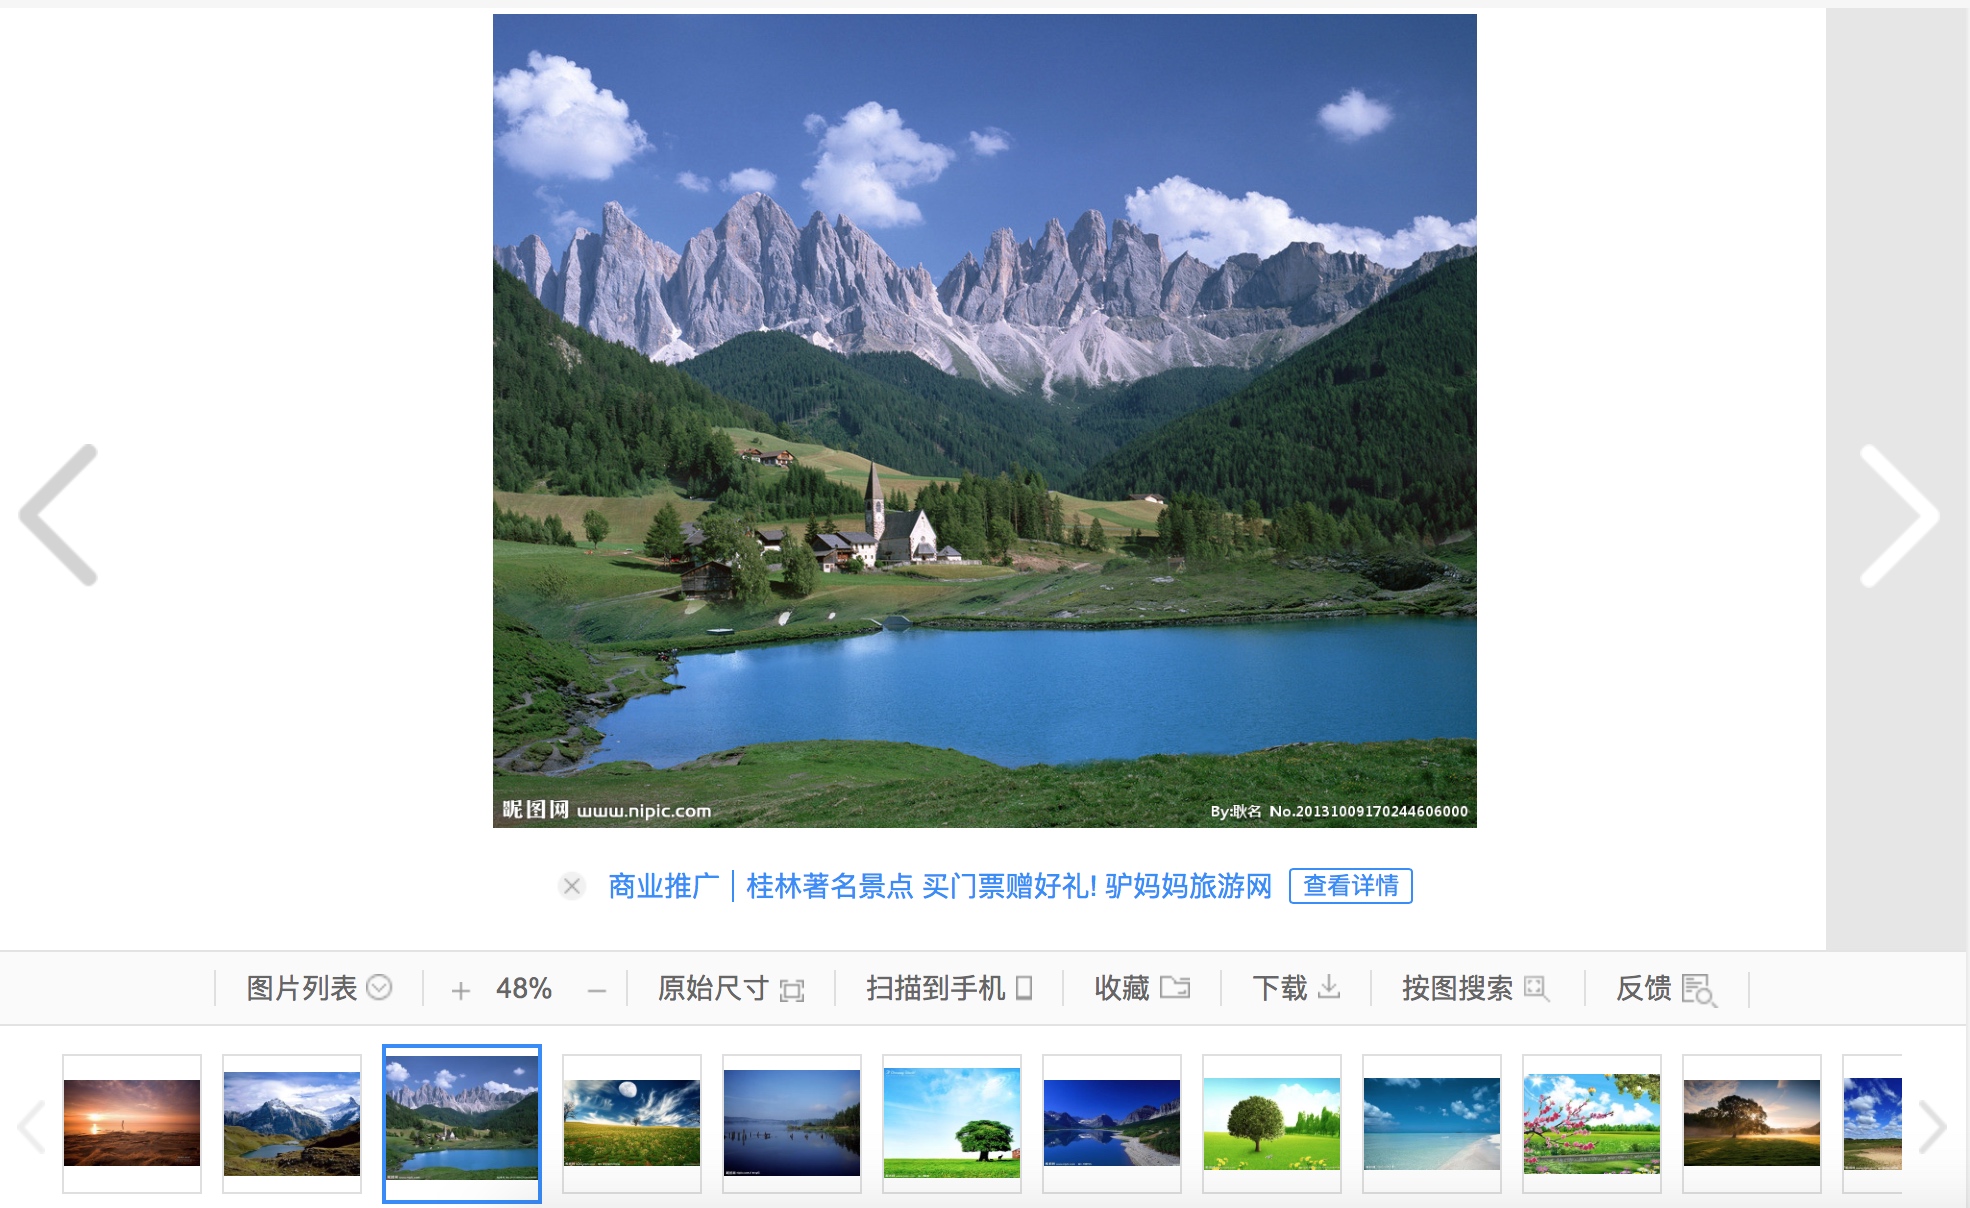 昵图网 www.nipic.com
By:耿名 No.20131009170244606000
商业推广 | 桂林著名景点 买门票赠好礼! 驴妈妈旅游网 查看详情
图片列表 + 48% − 原始尺寸 扫描到手机 收藏 下载 按图搜索 反馈